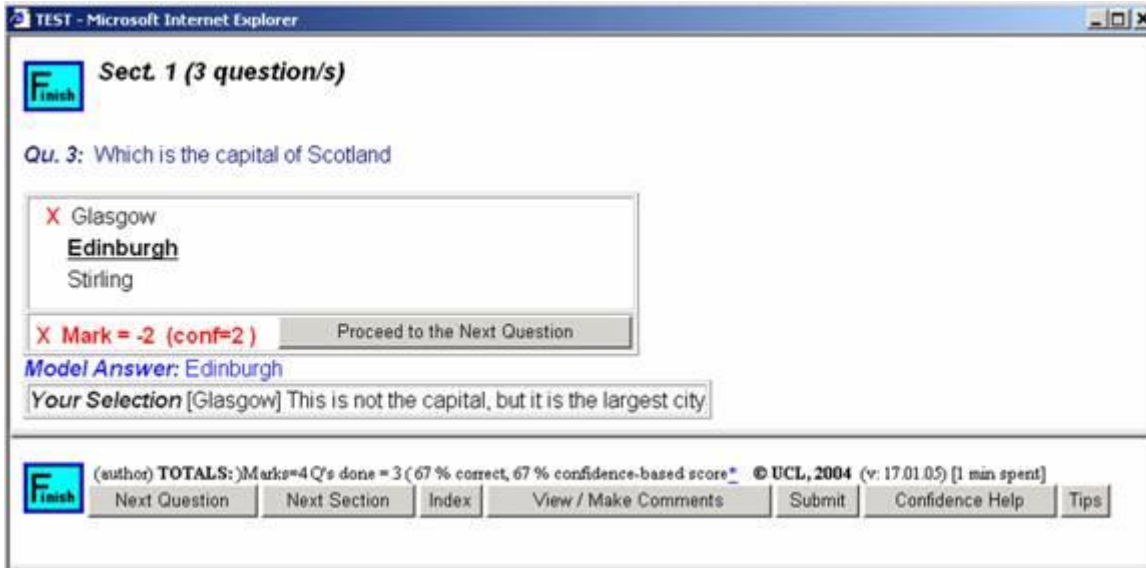 TEST - Microsoft Internet Explorer
Finish
Sect. 1 (3 question/s)
Qu. 3: Which is the capital of Scotland
X Glasgow
Edinburgh
Stirling
X Mark = -2 (conf=2 )
Proceed to the Next Question
Model Answer: Edinburgh
Your Selection [Glasgow] This is not the capital, but it is the largest city
Finish
(author) TOTALS: )Marks=4 Q's done = 3 ( 67 % correct, 67 % confidence-based score* © UCL, 2004 (v: 17.01.05) [1 min spent]
Next Question Next Section Index View / Make Comments Submit Confidence Help Tips